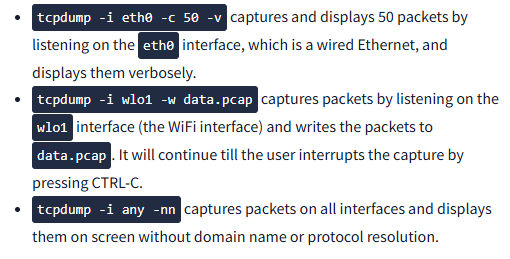 • tcpdump -i eth0 -c 50 -v captures and displays 50 packets by
listening on the eth0 interface, which is a wired Ethernet, and
displays them verbosely.
• tcpdump -i wlo1 -w data.pcap captures packets by listening on the
wlo1 interface (the WiFi interface) and writes the packets to
data.pcap. It will continue till the user interrupts the capture by
pressing CTRL-C.
• tcpdump -i any -nn captures packets on all interfaces and displays
them on screen without domain name or protocol resolution.